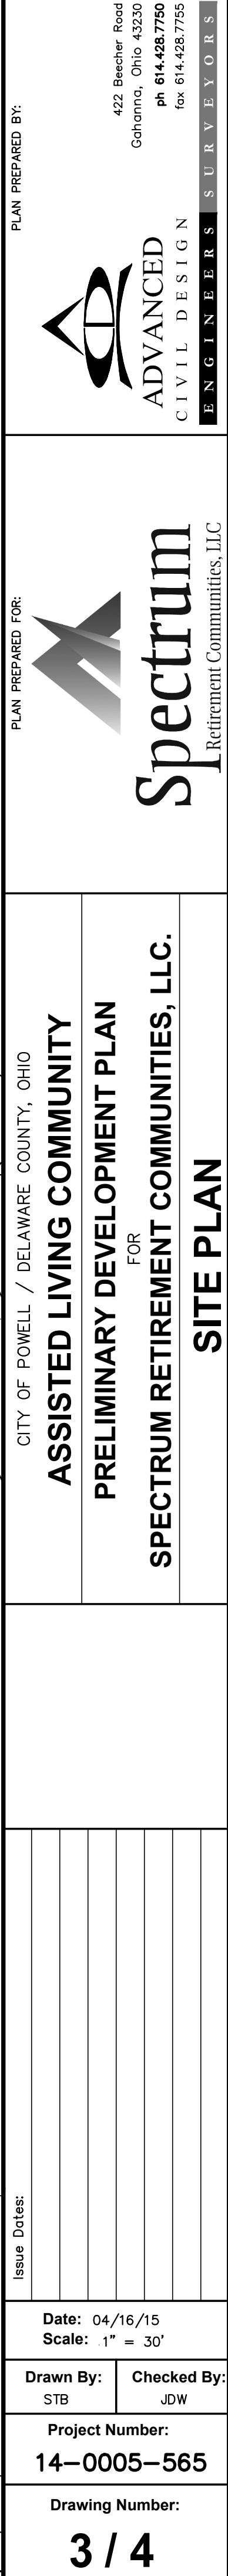 PLAN PREPARED BY:
ADVANCED
CIVIL DESIGN
ENGINEERS SURVEYORS
422 Beecher Road
Gahanna, Ohio 43230
ph 614.428.7750
fax 614.428.7755
PLAN PREPARED FOR:
Spectrum
Retirement Communities, LLC
CITY OF POWELL / DELAWARE COUNTY, OHIO
ASSISTED LIVING COMMUNITY
PRELIMINARY DEVELOPMENT PLAN
FOR
SPECTRUM RETIREMENT COMMUNITIES, LLC.
SITE PLAN
Issue Dates:
Date: 04/16/15
Scale: 1" = 30'
Drawn By: Checked By:
STB JDW
Project Number:
14-0005-565
Drawing Number:
3 / 4